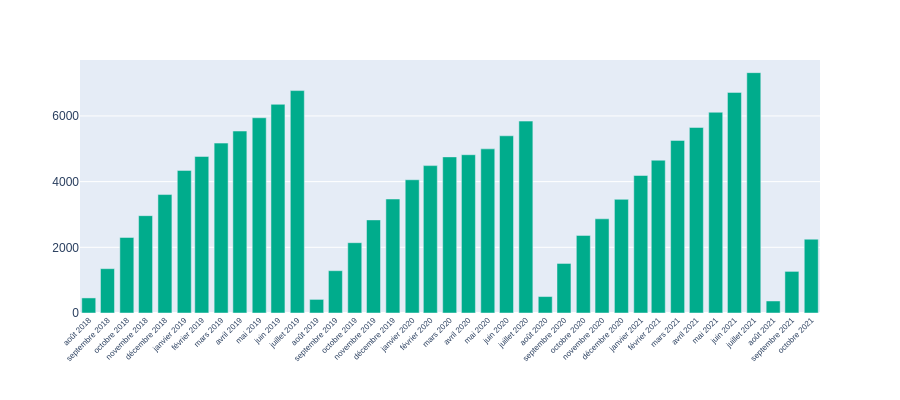 6000
4000
2000
0
août 2018
septembre 2018
octobre 2018
novembre 2018
décembre 2018
janvier 2019
février 2019
mars 2019
avril 2019
mai 2019
juin 2019
juillet 2019
août 2019
septembre 2019
octobre 2019
novembre 2019
décembre 2019
janvier 2020
février 2020
mars 2020
avril 2020
mai 2020
juin 2020
juillet 2020
août 2020
septembre 2020
octobre 2020
novembre 2020
décembre 2020
janvier 2021
février 2021
mars 2021
avril 2021
mai 2021
juin 2021
juillet 2021
août 2021
septembre 2021
octobre 2021